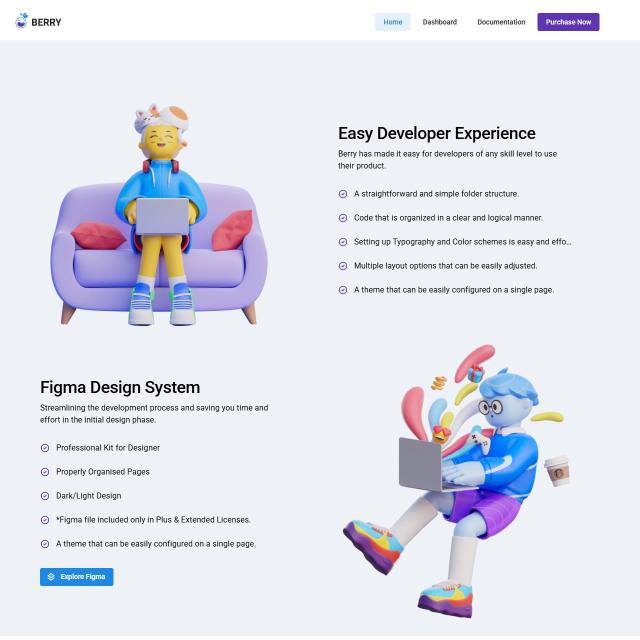 BERRY
Home
Dashboard
Documentation
Purchase Now
Easy Developer Experience
Berry has made it easy for developers of any skill level to use
their product.
A straightforward and simple folder structure.
Code that is organized in a clear and logical manner.
Setting up Typography and Color schemes is easy and effo...
Multiple layout options that can be easily adjusted.
A theme that can be easily configured on a single page.
Figma Design System
Streamlining the development process and saving you time and
effort in the initial design phase.
Professional Kit for Designer
Properly Organised Pages
Dark/Light Design
*Figma file included only in Plus & Extended Licenses.
A theme that can be easily configured on a single page.
Explore Figma